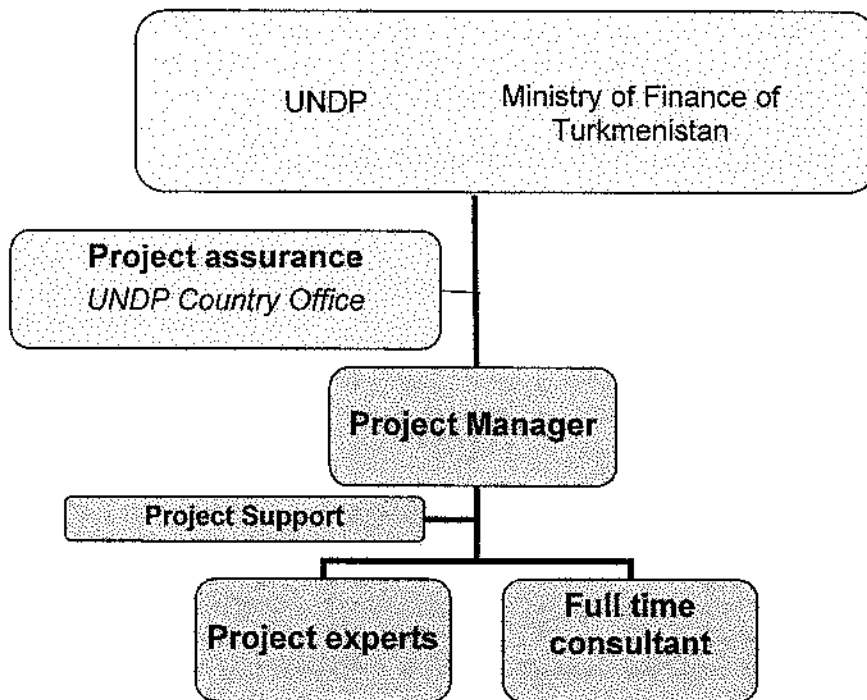 UNDP
Ministry of Finance of
Turkmenistan
Project assurance
UNDP Country Office
Project Manager
Project Support
Project experts
Full time
consultant